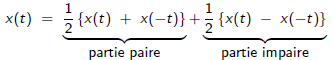 x(t) = 1/2 {x(t) + x(−t)} + 1/2 {x(t) − x(−t)}
partie paire partie impaire